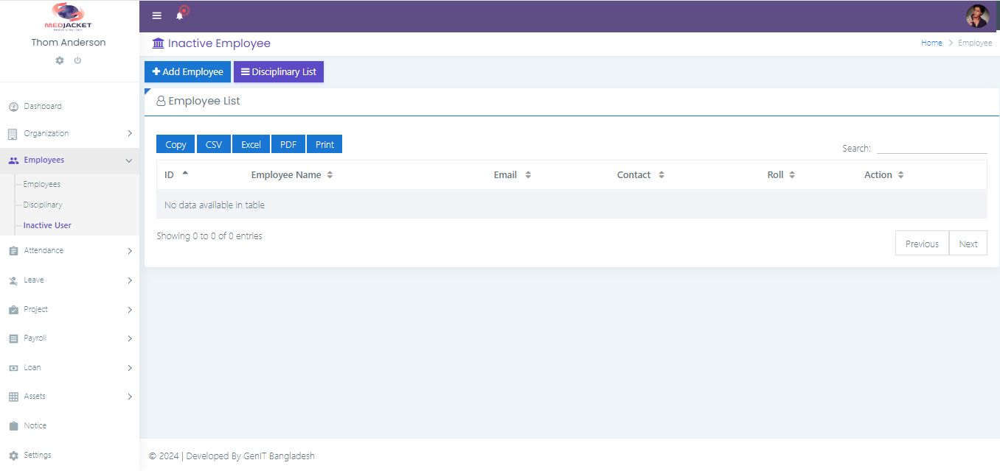 MEDJACKET
Thom Anderson
Dashboard
Organization
Employees
Employees
Disciplinary
Inactive User
Attendance
Leave
Project
Payroll
Loan
Assets
Notice
Settings
Inactive Employee
Home Employee
Add Employee Disciplinary List
Employee List
Copy CSV Excel PDF Print
Search:
ID Employee Name Email Contact Roll Action
No data available in table
Showing 0 to 0 of 0 entries
Previous Next
© 2024 | Developed By GenIT Bangladesh